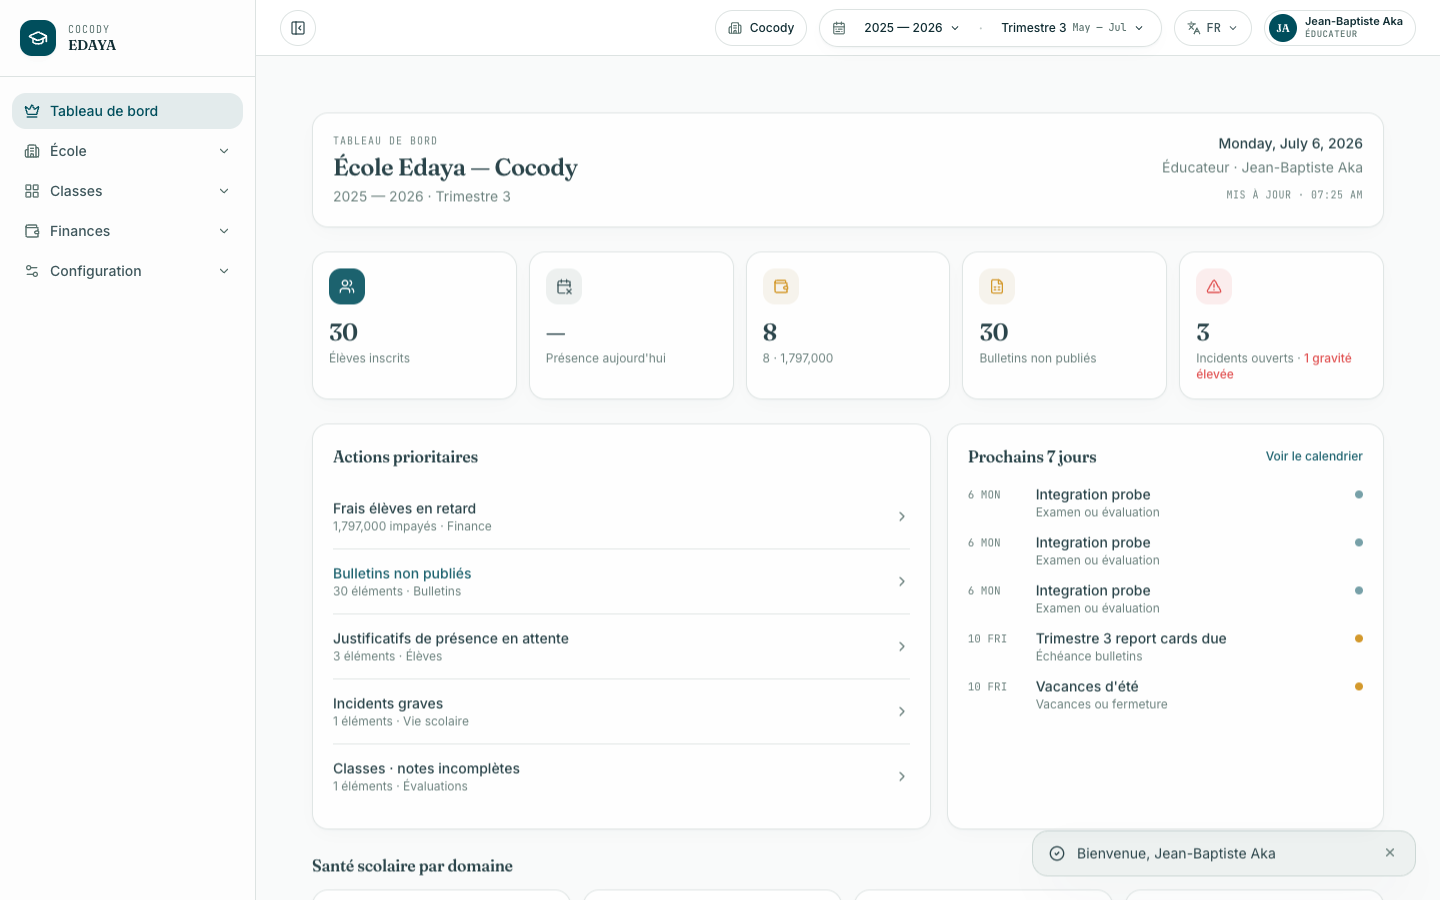 COCODY
EDAYA
Tableau de bord
École
Classes
Finances
Configuration
Cocody
2025 — 2026 · Trimestre 3 May — Jul
FR
JA
Jean-Baptiste Aka
ÉDUCATEUR
TABLEAU DE BORD
École Edaya — Cocody
2025 — 2026 · Trimestre 3
Monday, July 6, 2026
Éducateur · Jean-Baptiste Aka
MIS À JOUR · 07:25 AM
30
Élèves inscrits
—
Présence aujourd'hui
8
8 · 1,797,000
30
Bulletins non publiés
3
Incidents ouverts · 1 gravité
élevée
Actions prioritaires
Frais élèves en retard
1,797,000 impayés · Finance
Bulletins non publiés
30 éléments · Bulletins
Justificatifs de présence en attente
3 éléments · Élèves
Incidents graves
1 éléments · Vie scolaire
Classes · notes incomplètes
1 éléments · Évaluations
Prochains 7 jours
Voir le calendrier
6 MON
Integration probe
Examen ou évaluation
6 MON
Integration probe
Examen ou évaluation
6 MON
Integration probe
Examen ou évaluation
10 FRI
Trimestre 3 report cards due
Échéance bulletins
10 FRI
Vacances d'été
Vacances ou fermeture
Santé scolaire par domaine
Bienvenue, Jean-Baptiste Aka